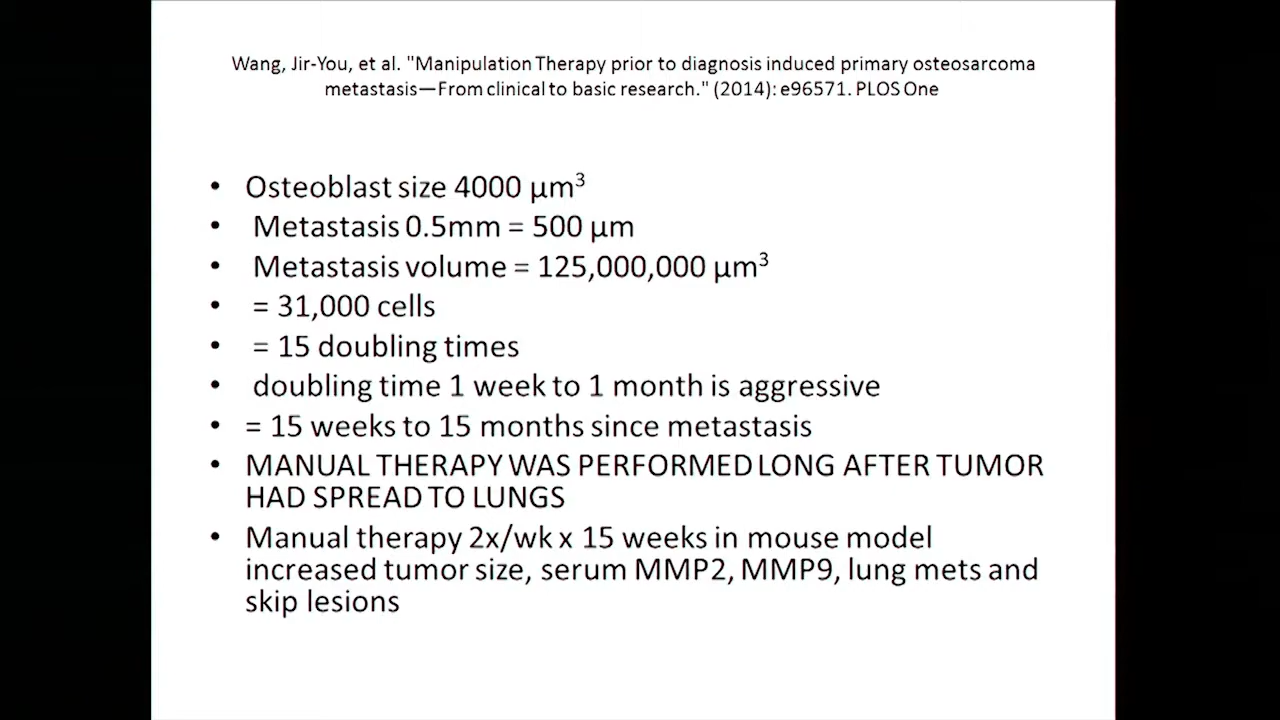 Wang, Jir-You, et al. "Manipulation Therapy prior to diagnosis induced primary osteosarcoma
metastasis—From clinical to basic research." (2014): e96571. PLOS One
• Osteoblast size 4000 µm³
• Metastasis 0.5mm = 500 µm
• Metastasis volume = 125,000,000 µm³
• = 31,000 cells
• = 15 doubling times
• doubling time 1 week to 1 month is aggressive
• = 15 weeks to 15 months since metastasis
• MANUAL THERAPY WAS PERFORMED LONG AFTER TUMOR
HAD SPREAD TO LUNGS
• Manual therapy 2x/wk x 15 weeks in mouse model
increased tumor size, serum MMP2, MMP9, lung mets and
skip lesions